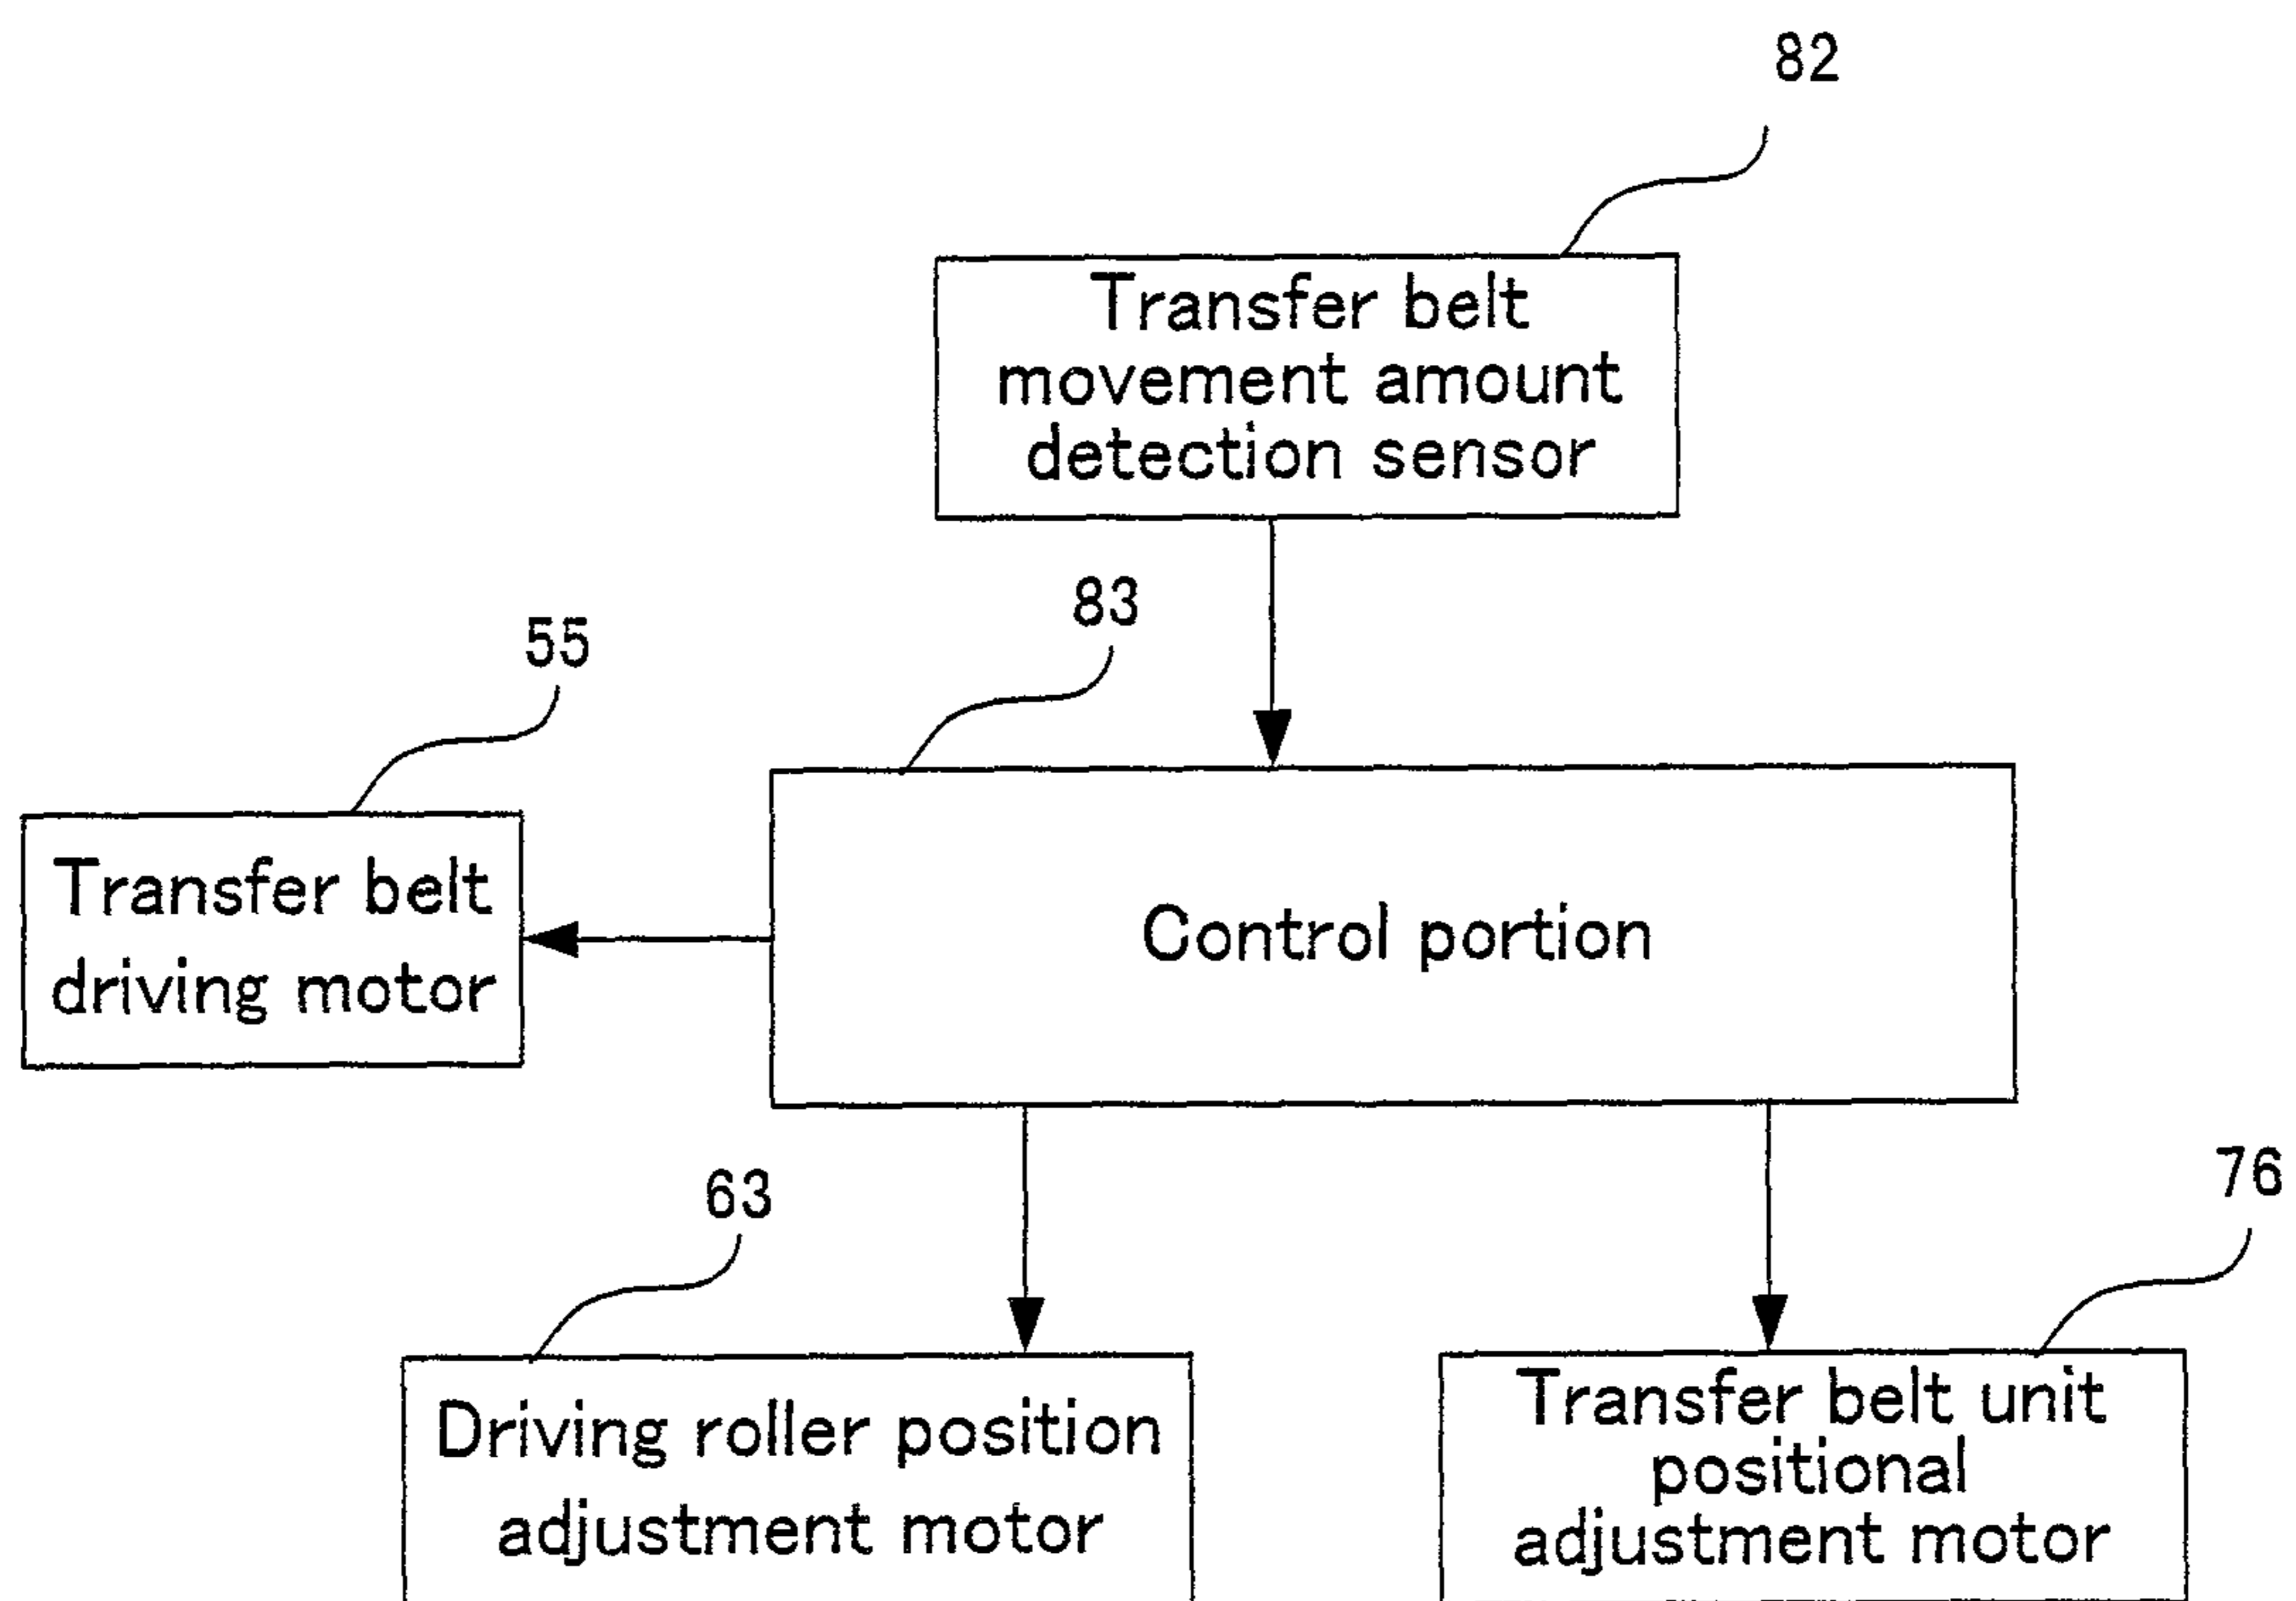 82
Transfer belt
movement amount
detection sensor
83
55
Transfer belt
driving motor
Control portion
63
76
Driving roller position
adjustment motor
Transfer belt unit
positional
adjustment motor